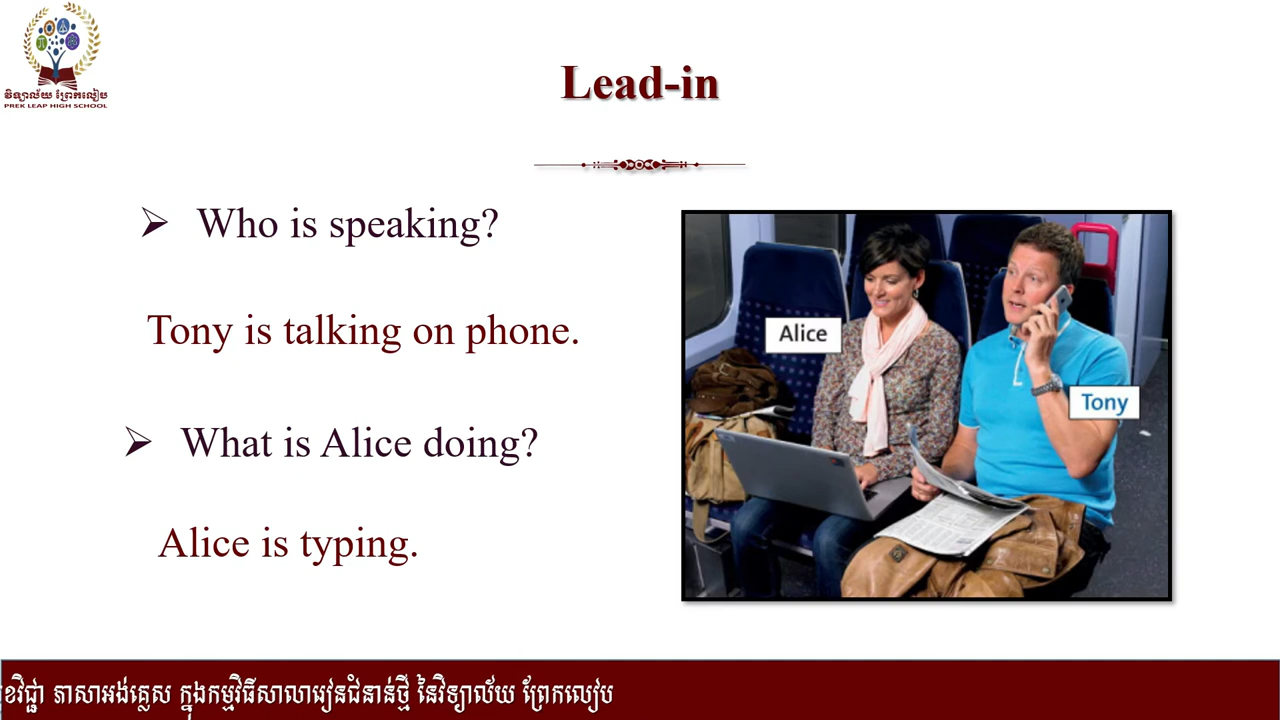 វិទ្យាល័យ ព្រែកលៀប
PREK LEAP HIGH SCHOOL
Lead-in
➢ Who is speaking?
Tony is talking on phone.
➢ What is Alice doing?
Alice is typing.
Alice
Tony
ខវិជ្ជា ភាសាអង់គ្លេស ក្នុងកម្មវិធីសាលារៀនជំនាន់ថ្មី នៃវិទ្យាល័យ ព្រែកលៀប